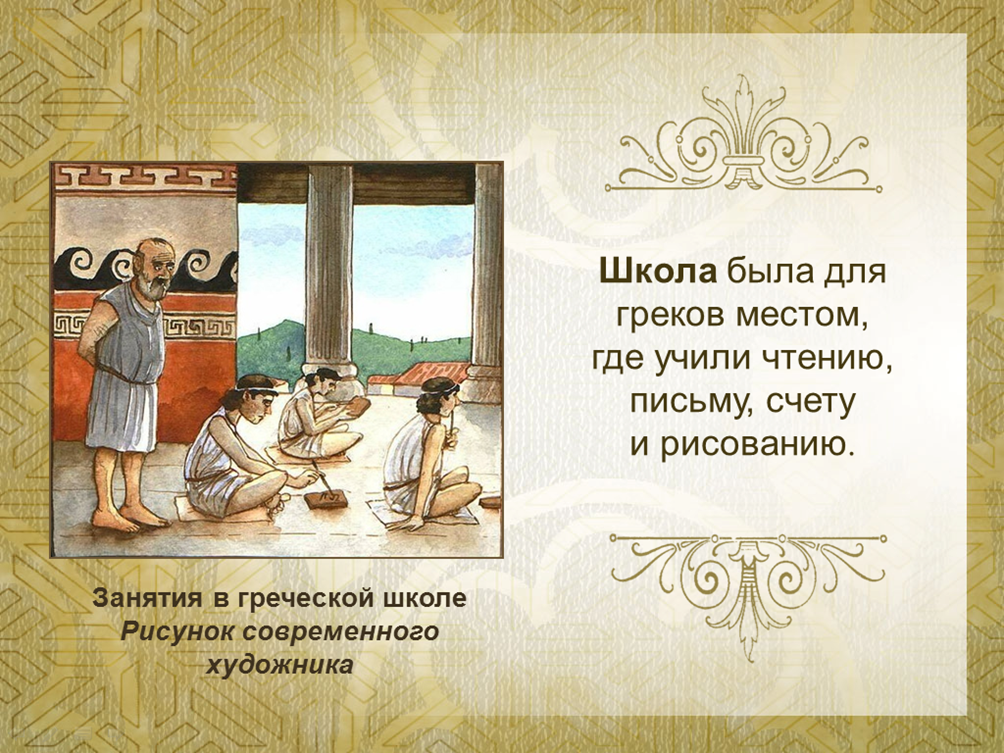 Школа была для
греков местом,
где учили чтению,
письму, счету
и рисованию.
Занятия в греческой школе
Рисунок современного
художника